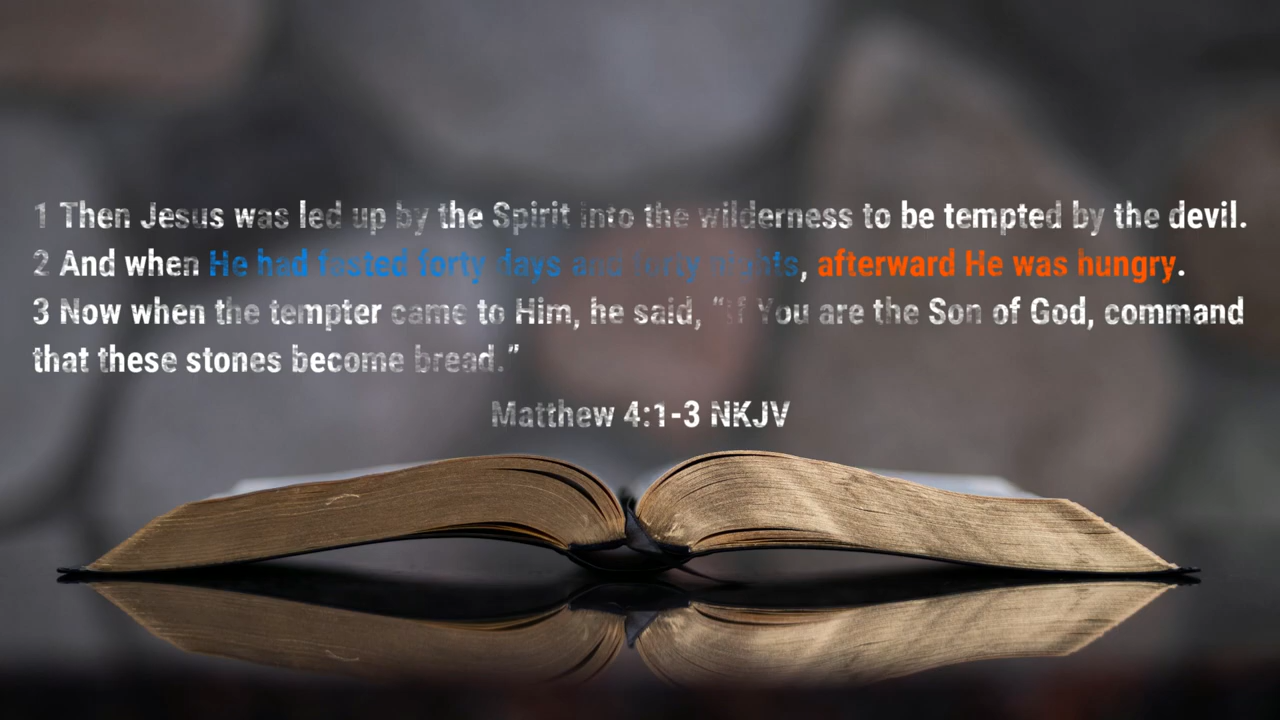 1 Then Jesus was led up by the Spirit into the wilderness to be tempted by the devil.
2 And when He had fasted forty days and forty nights, afterward He was hungry.
3 Now when the tempter came to Him, he said, “If You are the Son of God, command
that these stones become bread.”
Matthew 4:1-3 NKJV